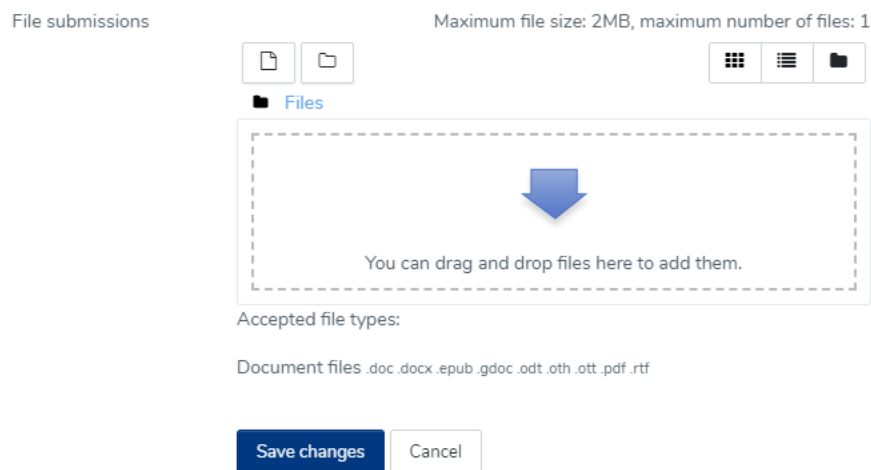 File submissions
Maximum file size: 2MB, maximum number of files: 1
Files
You can drag and drop files here to add them.
Accepted file types:
Document files .doc .docx .epub .gdoc .odt .oth .ott .pdf .rtf
Save changes
Cancel